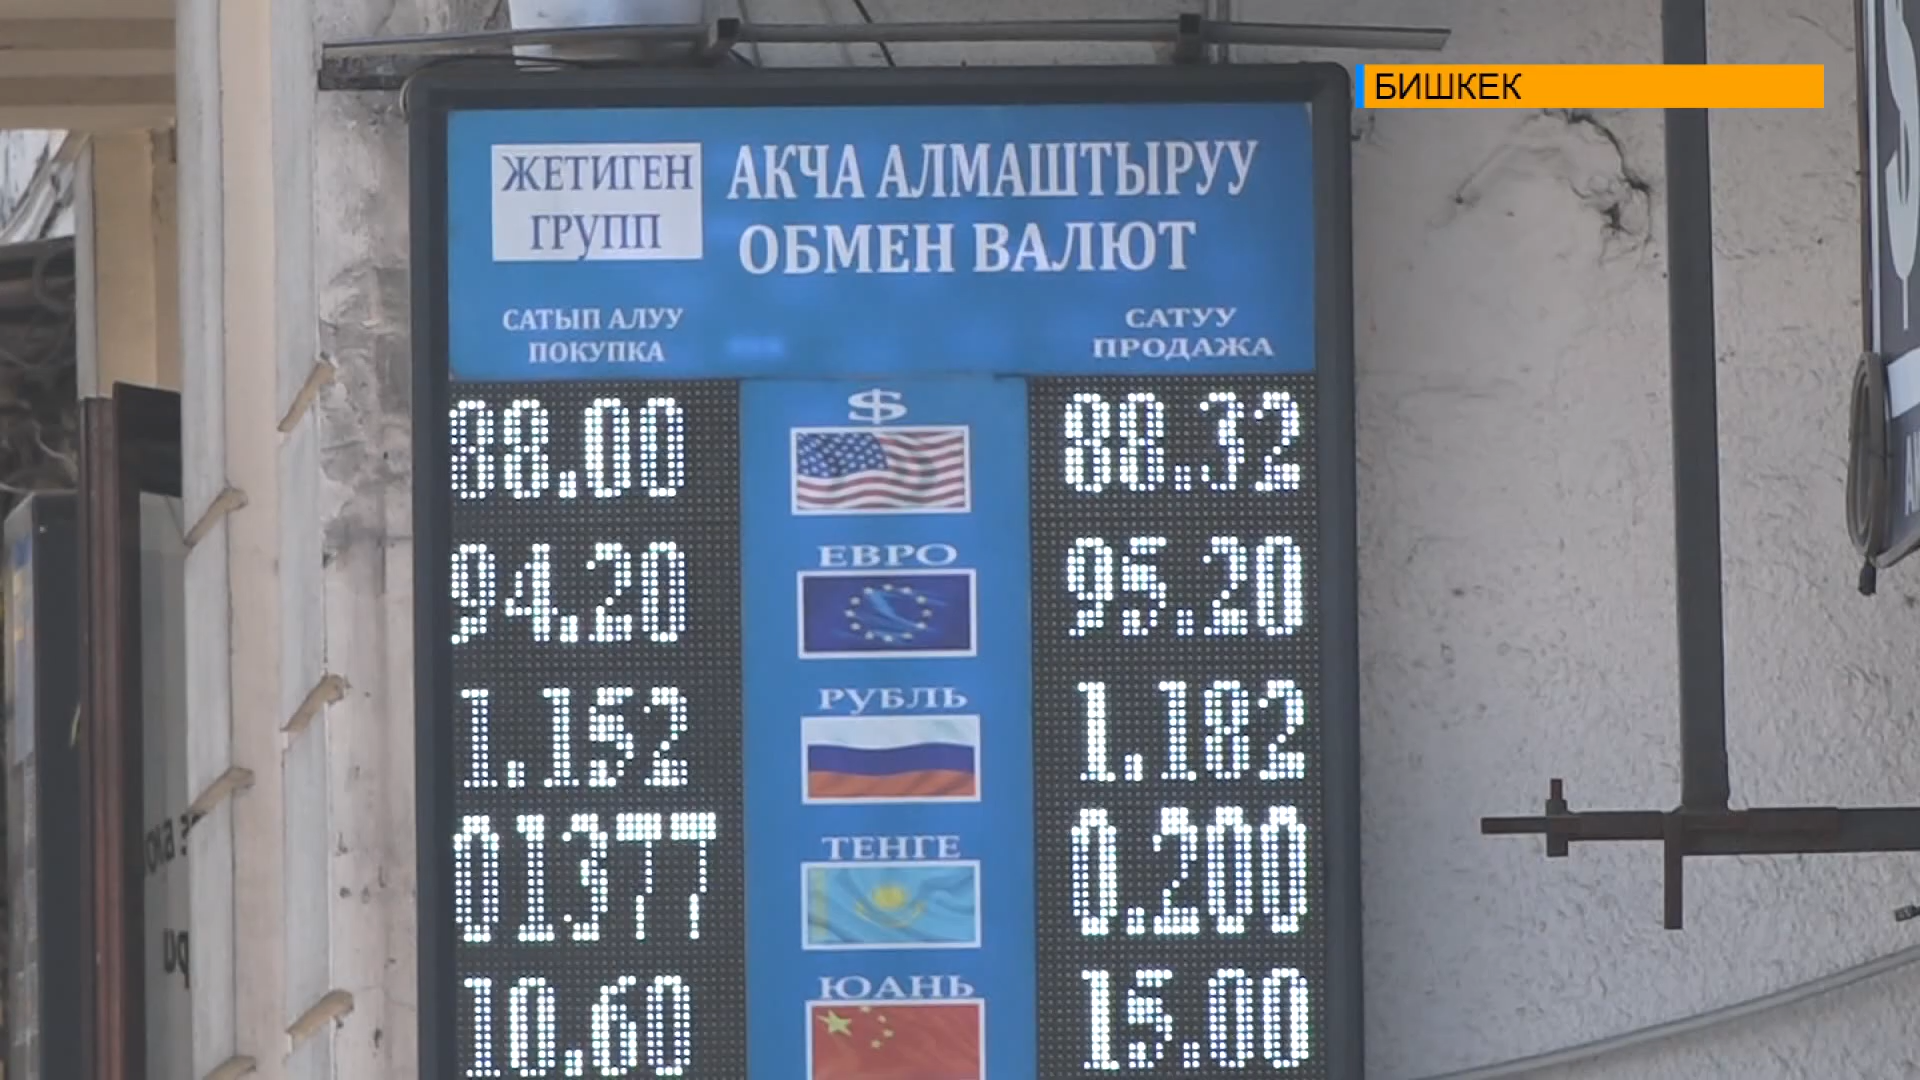 БИШКЕК
ЖЕТИГЕН
ГРУПП
АКЧА АЛМАШТЫРУУ
ОБМЕН ВАЛЮТ
САТЫП АЛУУ
ПОКУПКА
САТУУ
ПРОДАЖА
88.00 $ 88.32
94.20 ЕВРО 95.20
1.152 РУБЛЬ 1.182
01377 ТЕНГЕ 0.200
10.60 ЮАНЬ 15.00